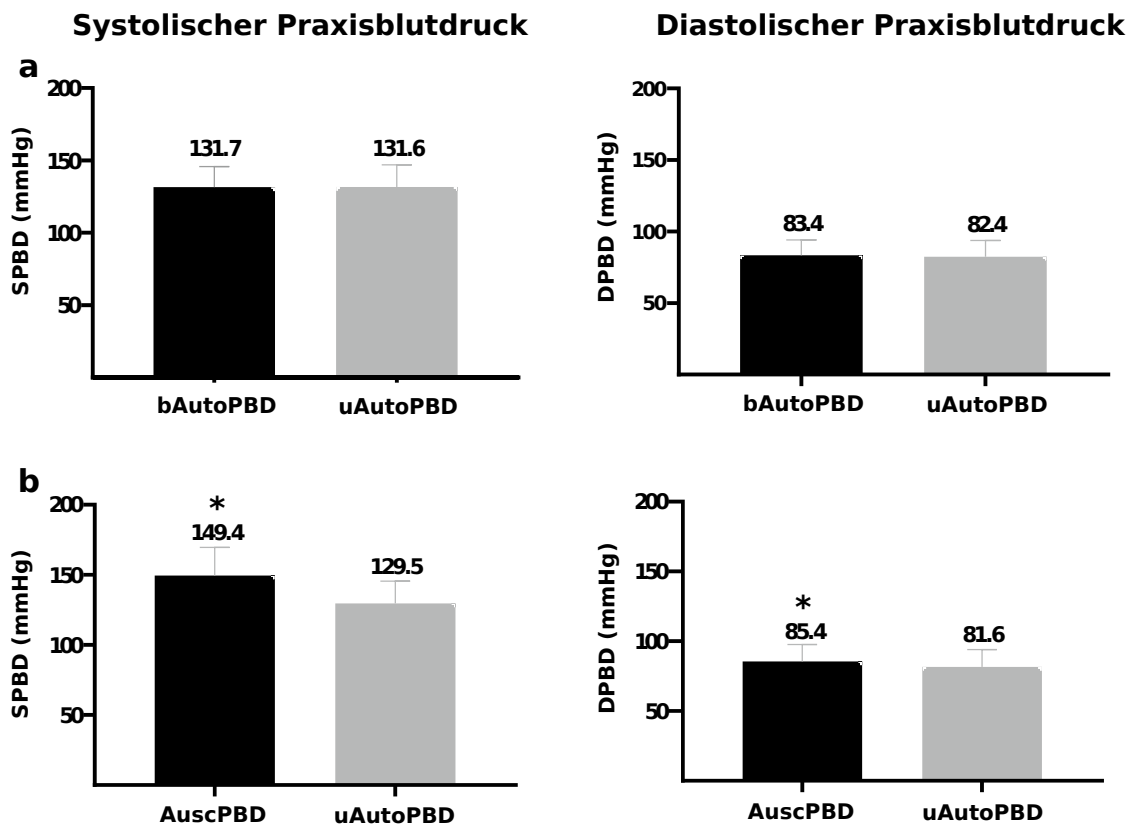 Systolischer Praxisblutdruck
Diastolischer Praxisblutdruck
a
SPBD (mmHg)
200
150
100
50
131.7
131.6
bAutoPBD
uAutoPBD
DPBD (mmHg)
200
150
100
50
83.4
82.4
bAutoPBD
uAutoPBD
b
SPBD (mmHg)
200
150
100
50
*
149.4
129.5
AuscPBD
uAutoPBD
DPBD (mmHg)
200
150
100
50
*
85.4
81.6
AuscPBD
uAutoPBD